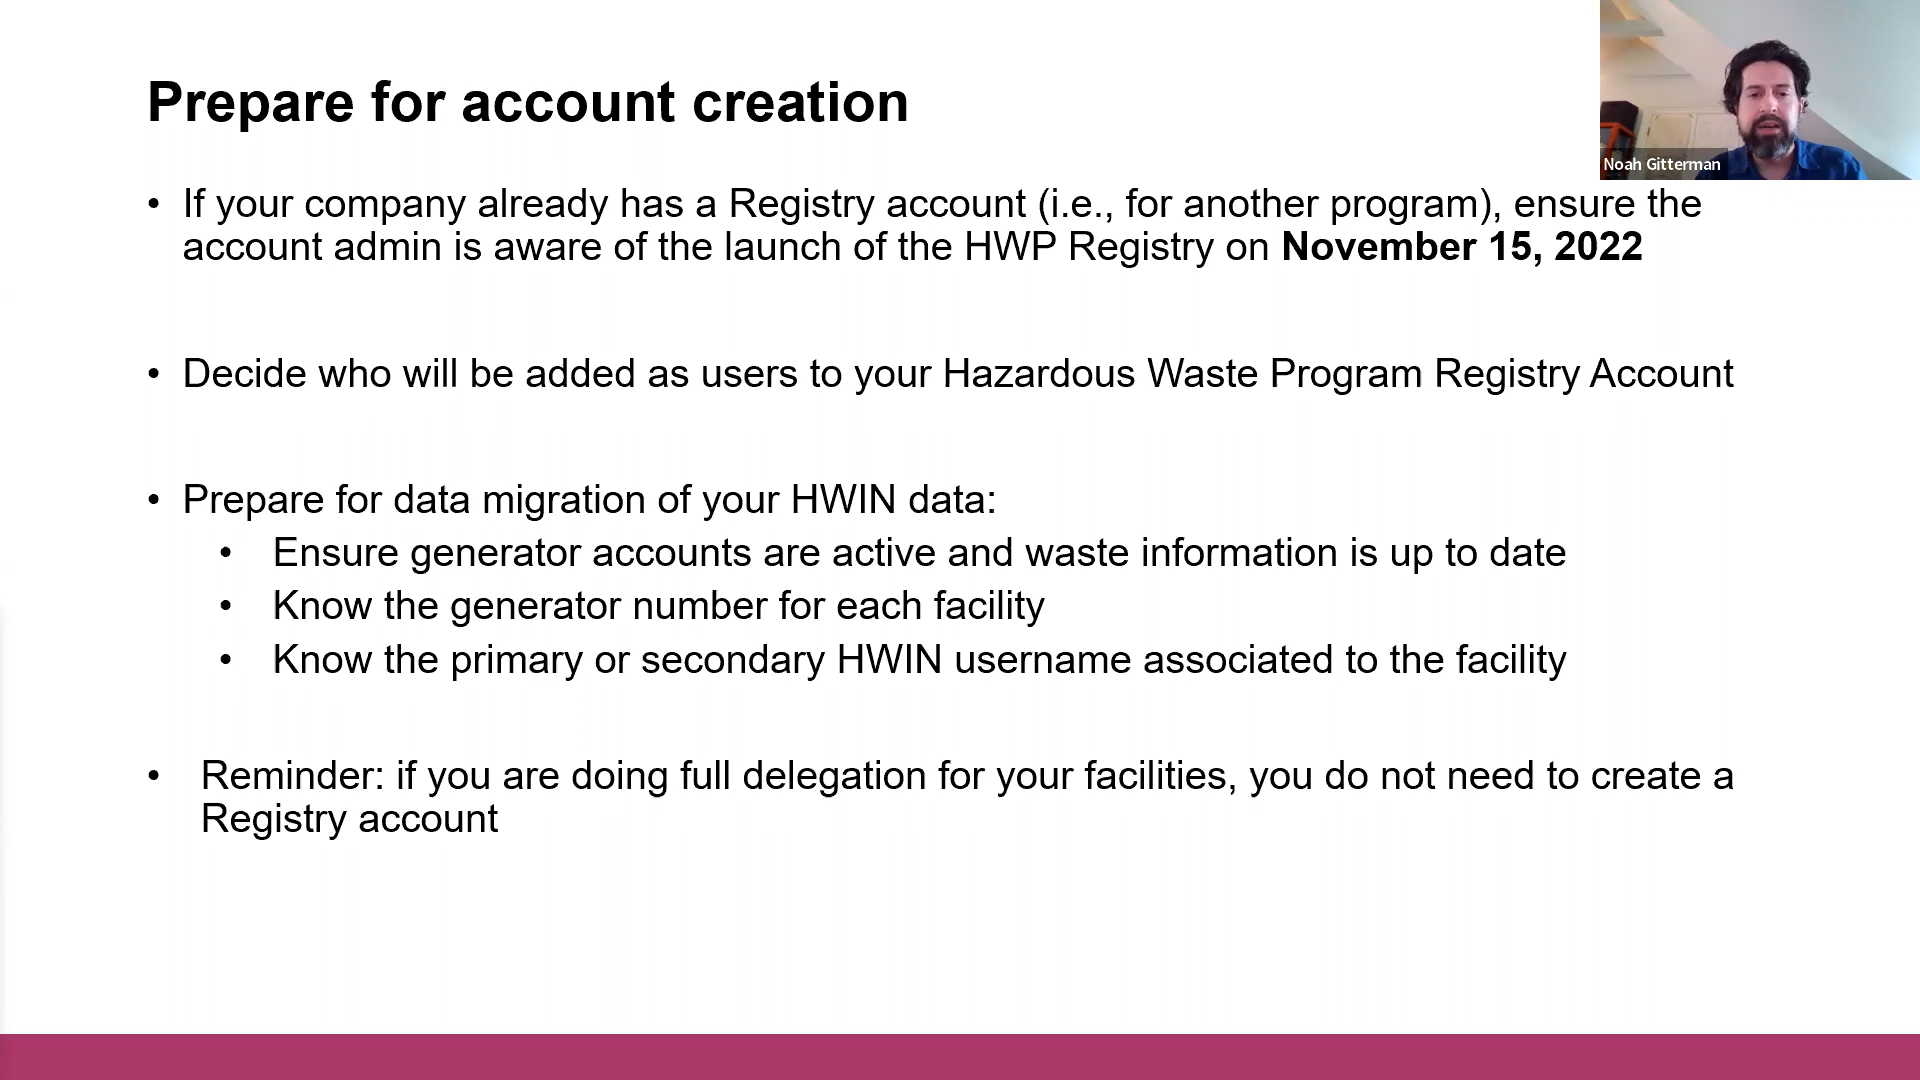 Prepare for account creation
Noah Gitterman
• If your company already has a Registry account (i.e., for another program), ensure the
account admin is aware of the launch of the HWP Registry on November 15, 2022
• Decide who will be added as users to your Hazardous Waste Program Registry Account
• Prepare for data migration of your HWIN data:
• Ensure generator accounts are active and waste information is up to date
• Know the generator number for each facility
• Know the primary or secondary HWIN username associated to the facility
• Reminder: if you are doing full delegation for your facilities, you do not need to create a
Registry account